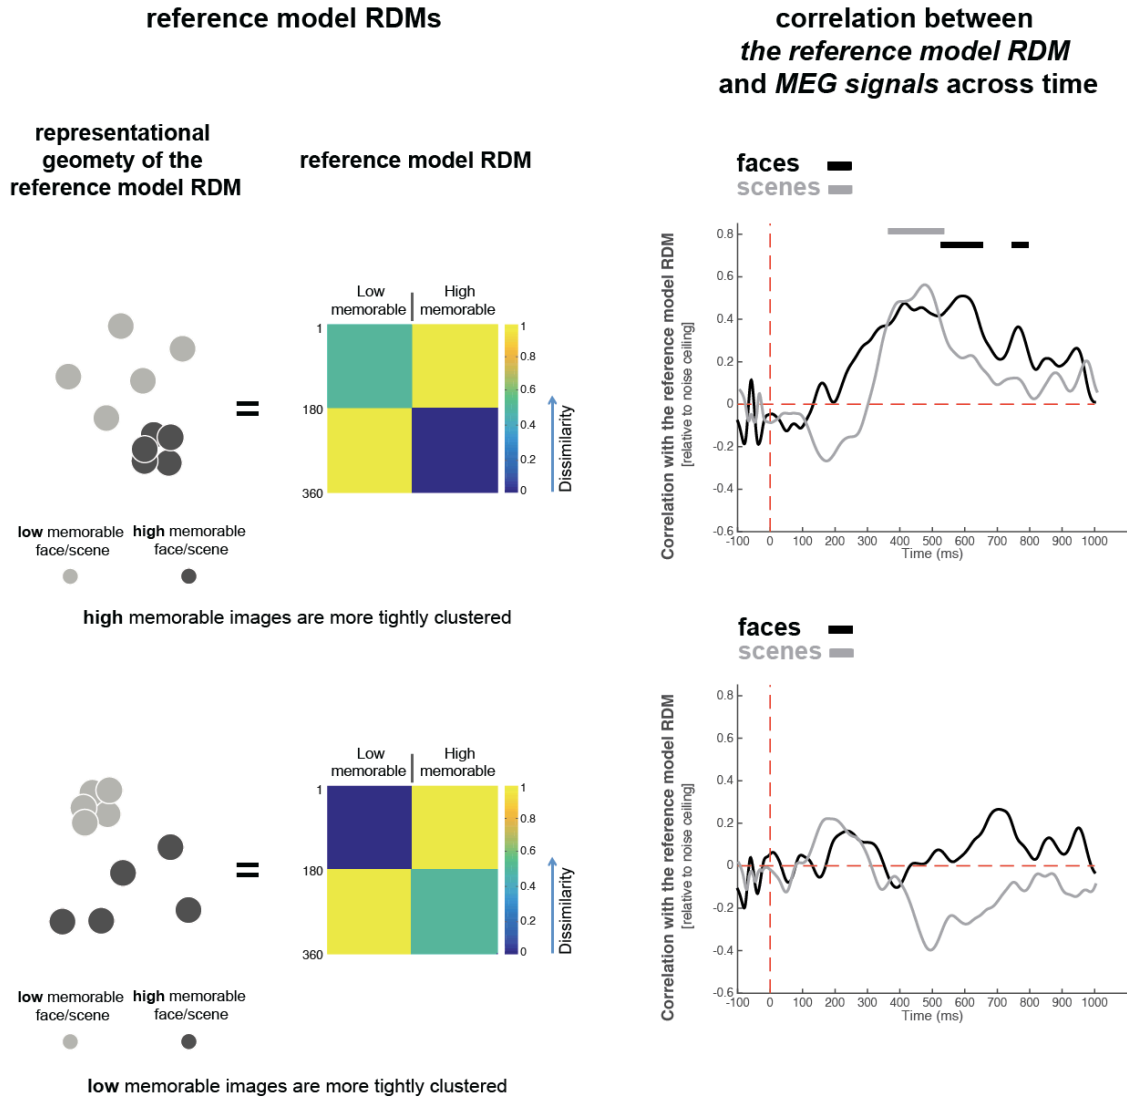 reference model RDMs
correlation between
the reference model RDM
and MEG signals across time
representational
geomety of the
reference model RDM
reference model RDM
Low
memorable
High
memorable
1
180
360
1
0.8
0.6
0.4
0.2
0
Dissimilarity
low memorable
face/scene
high memorable
face/scene
=
high memorable images are more tightly clustered
faces
scenes
Correlation with the reference model RDM
[relative to noise ceiling]
0.8
0.6
0.4
0.2
0
-0.2
-0.4
-0.6
-100 0 100 200 300 400 500 600 700 800 900 1000
Time (ms)
Low
memorable
High
memorable
1
180
360
1
0.8
0.6
0.4
0.2
0
Dissimilarity
=
low memorable
face/scene
high memorable
face/scene
low memorable images are more tightly clustered
faces
scenes
Correlation with the reference model RDM
[relative to noise ceiling]
0.8
0.6
0.4
0.2
0
-0.2
-0.4
-0.6
-100 0 100 200 300 400 500 600 700 800 900 1000
Time (ms)